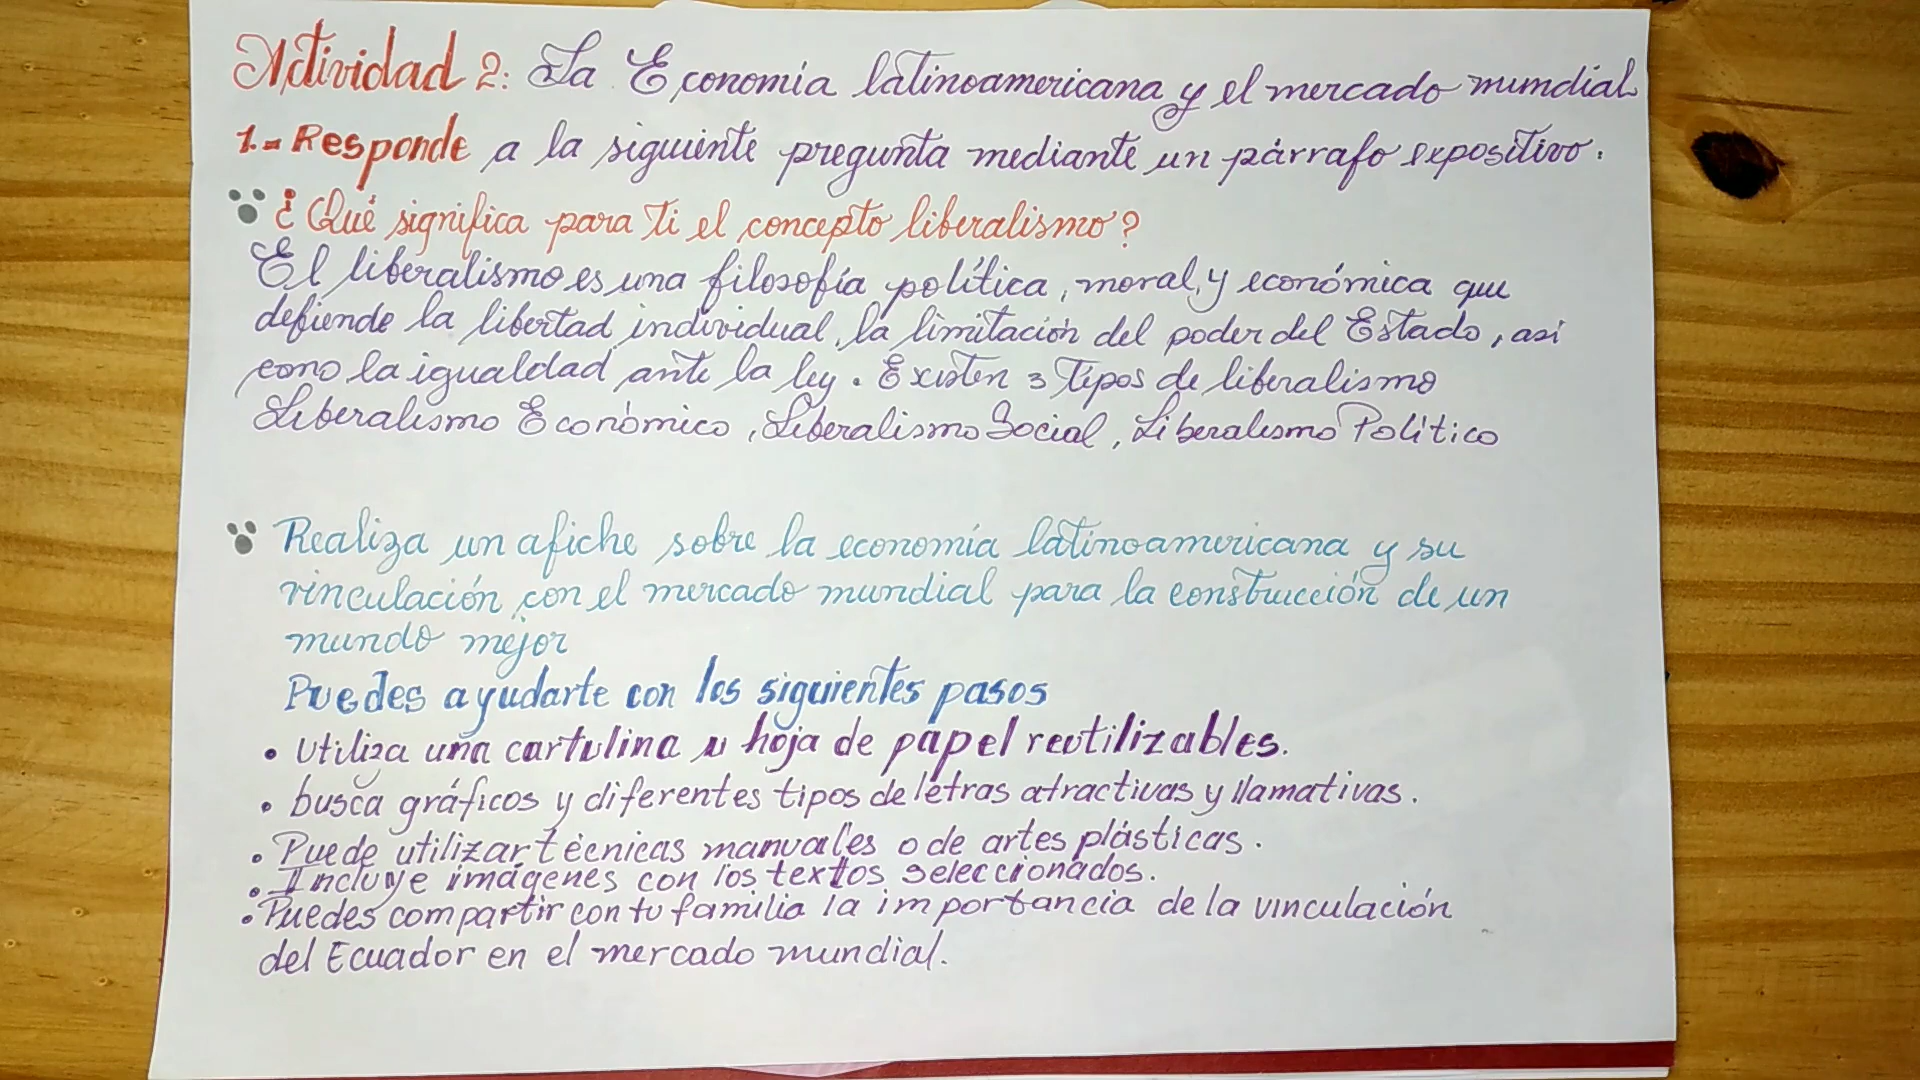 Actividad 2: La Economía latinoamericana y el mercado mundial
1.- Responde a la siguiente pregunta mediante un párrafo expositivo.
¿Qué significa para ti el concepto liberalismo?
El liberalismo es una filosofía política, moral, y económica que
defiende la libertad individual, la limitación del poder del Estado, asi
como la igualdad ante la ley. Existen 3 Tipos de liberalismo
Liberalismo Económico, Liberalismo Social, Liberalismo Político
Realiza un afiche sobre la economía latinoamericana y su
vinculación con el mercado mundial para la construcción de un
mundo mejor
Puedes ayudarte con los siguientes pasos
• Utiliza una cartulina u hoja de papel reutilizables.
• busca gráficos y diferentes tipos de letras atractivas y llamativas.
• Puede utilizar técnicas manuales o de artes plásticas.
• Incluye imágenes con los textos seleccionados.
• Puedes compartir con tu familia la importancia de la vinculación
del Ecuador en el mercado mundial.